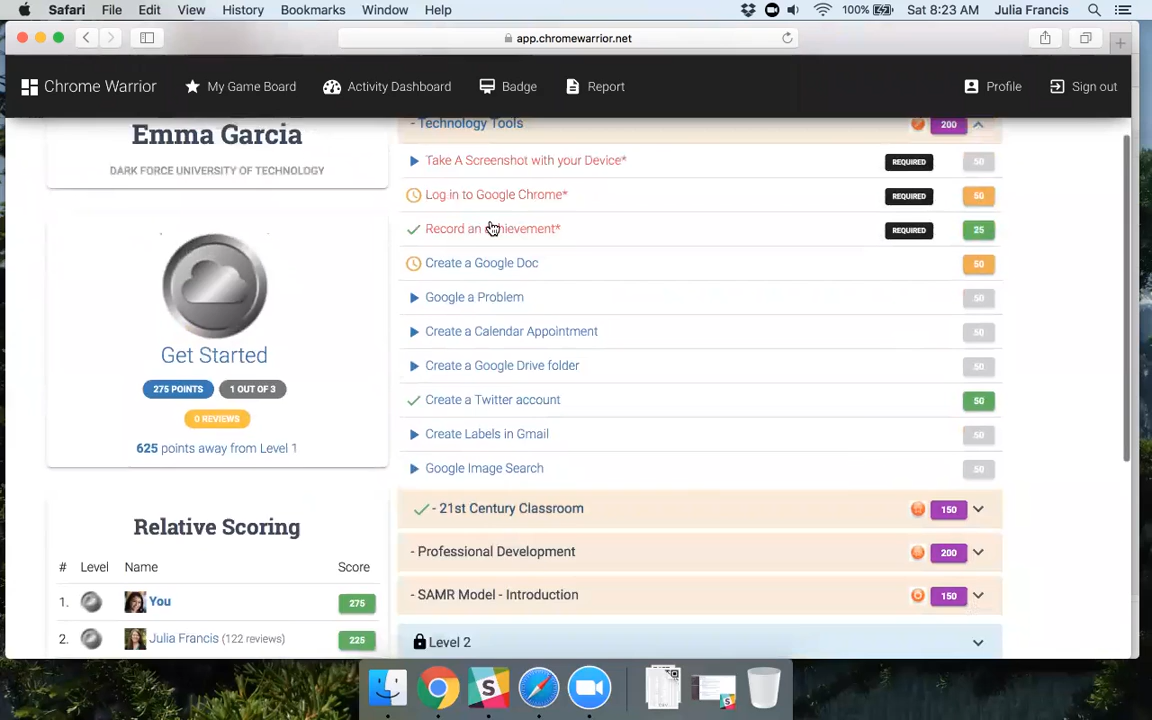 Safari File Edit View History Bookmarks Window Help 100% Sat 8:23 AM Julia Francis
app.chromewarrior.net
Chrome Warrior My Game Board Activity Dashboard Badge Report Profile Sign out
Emma Garcia
DARK FORCE UNIVERSITY OF TECHNOLOGY
Get Started
275 POINTS 1 OUT OF 3
0 REVIEWS
625 points away from Level 1
Relative Scoring
# Level Name Score
1. You 275
2. Julia Francis (122 reviews) 225
- Technology Tools 200
Take A Screenshot with your Device* REQUIRED 50
Log in to Google Chrome* REQUIRED 50
Record an achievement* REQUIRED 25
Create a Google Doc 50
Google a Problem 50
Create a Calendar Appointment 50
Create a Google Drive folder 50
Create a Twitter account 50
Create Labels in Gmail 50
Google Image Search 50
- 21st Century Classroom 150
- Professional Development 200
- SAMR Model - Introduction 150
Level 2